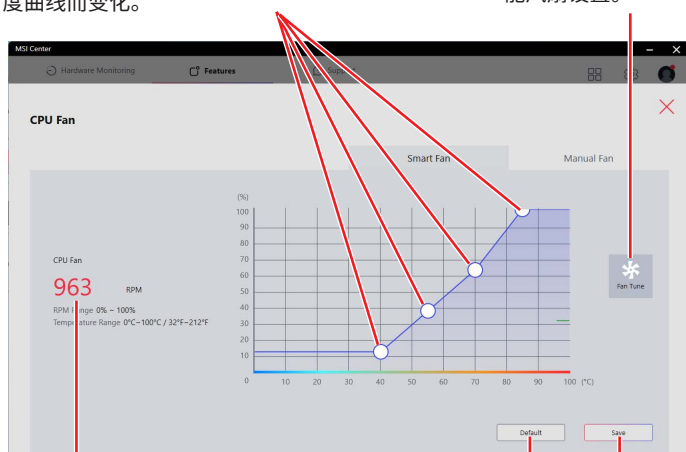 度曲线而变化。
能风扇设置。
MSI Center
Hardware Monitoring
Features
Support
CPU Fan
Smart Fan
Manual Fan
(%)
100
90
80
70
60
50
40
30
20
10
0 10 20 30 40 50 60 70 80 90 100 (°C)
CPU Fan
963 RPM
RPM Range 0% ~ 100%
Temperature Range 0°C~100°C / 32°F~212°F
Fan Tune
Default
Save